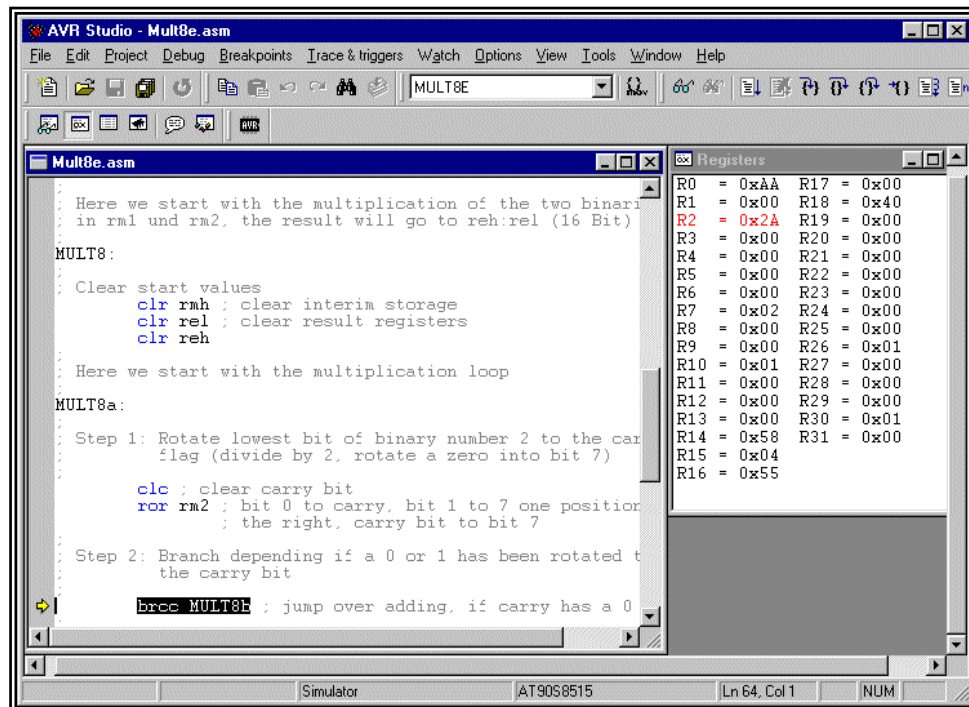 AVR Studio - Mult8e.asm
File Edit Project Debug Breakpoints Trace & triggers Watch Options View Tools Window Help
MULT8E
AVR
Mult8e.asm
;
; Here we start with the multiplication of the two binari
; in rm1 und rm2, the result will go to reh:rel (16 Bit)
;
MULT8:
;
; Clear start values
clr rmh ; clear interim storage
clr rel ; clear result registers
clr reh
;
; Here we start with the multiplication loop
;
MULT8a:
;
; Step 1: Rotate lowest bit of binary number 2 to the car
; flag (divide by 2, rotate a zero into bit 7)
;
clc ; clear carry bit
ror rm2 ; bit 0 to carry, bit 1 to 7 one position
; the right, carry bit to bit 7
;
; Step 2: Branch depending if a 0 or 1 has been rotated t
; the carry bit
;
brcc MULT8b ; jump over adding, if carry has a 0
Registers
R0 = 0xAA R17 = 0x00
R1 = 0x00 R18 = 0x40
R2 = 0x2A R19 = 0x00
R3 = 0x00 R20 = 0x00
R4 = 0x00 R21 = 0x00
R5 = 0x00 R22 = 0x00
R6 = 0x00 R23 = 0x00
R7 = 0x02 R24 = 0x00
R8 = 0x00 R25 = 0x00
R9 = 0x00 R26 = 0x01
R10 = 0x01 R27 = 0x00
R11 = 0x00 R28 = 0x00
R12 = 0x00 R29 = 0x00
R13 = 0x00 R30 = 0x01
R14 = 0x58 R31 = 0x00
R15 = 0x04
R16 = 0x55
Simulator AT90S8515 Ln 64, Col 1 NUM